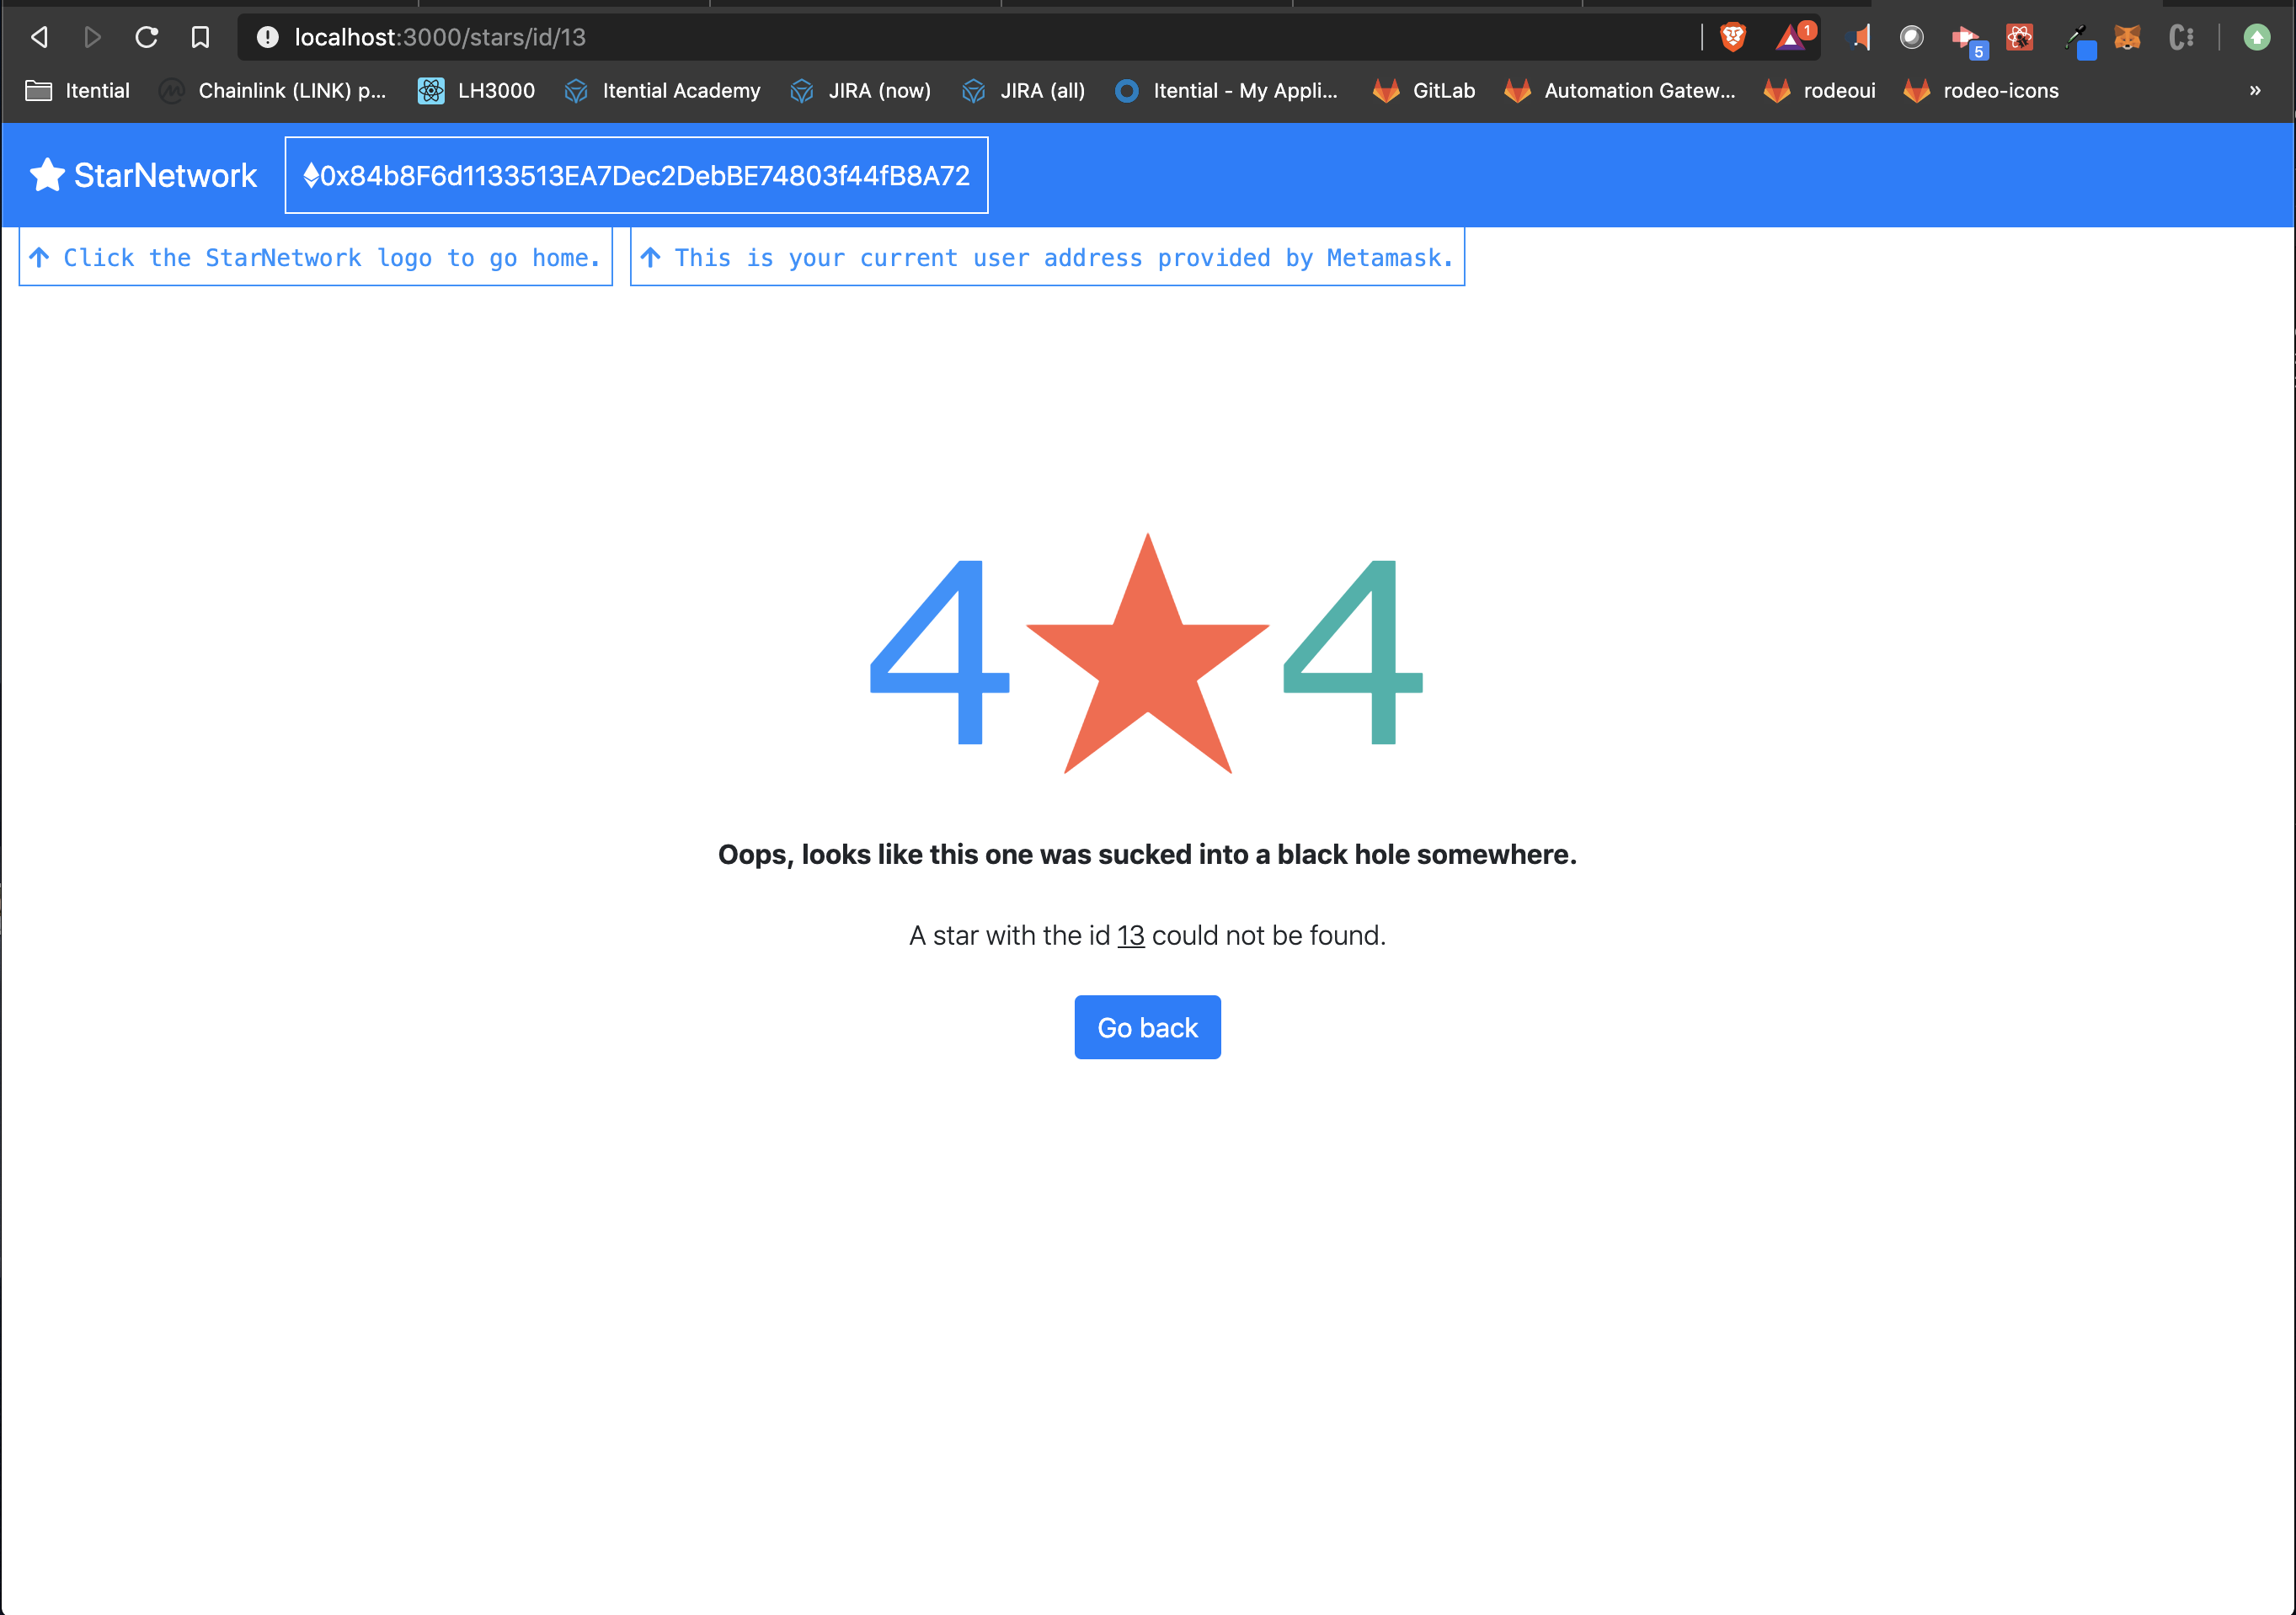 localhost:3000/stars/id/13
1
5
Itential
Chainlink (LINK) p...
LH3000
Itential Academy
JIRA (now)
JIRA (all)
Itential - My Appli...
GitLab
Automation Gatew...
rodeoui
rodeo-icons
»
StarNetwork
0x84b8F6d1133513EA7Dec2DebBE74803f44fB8A72
↑ Click the StarNetwork logo to go home.
↑ This is your current user address provided by Metamask.
4★4
Oops, looks like this one was sucked into a black hole somewhere.
A star with the id 13 could not be found.
Go back